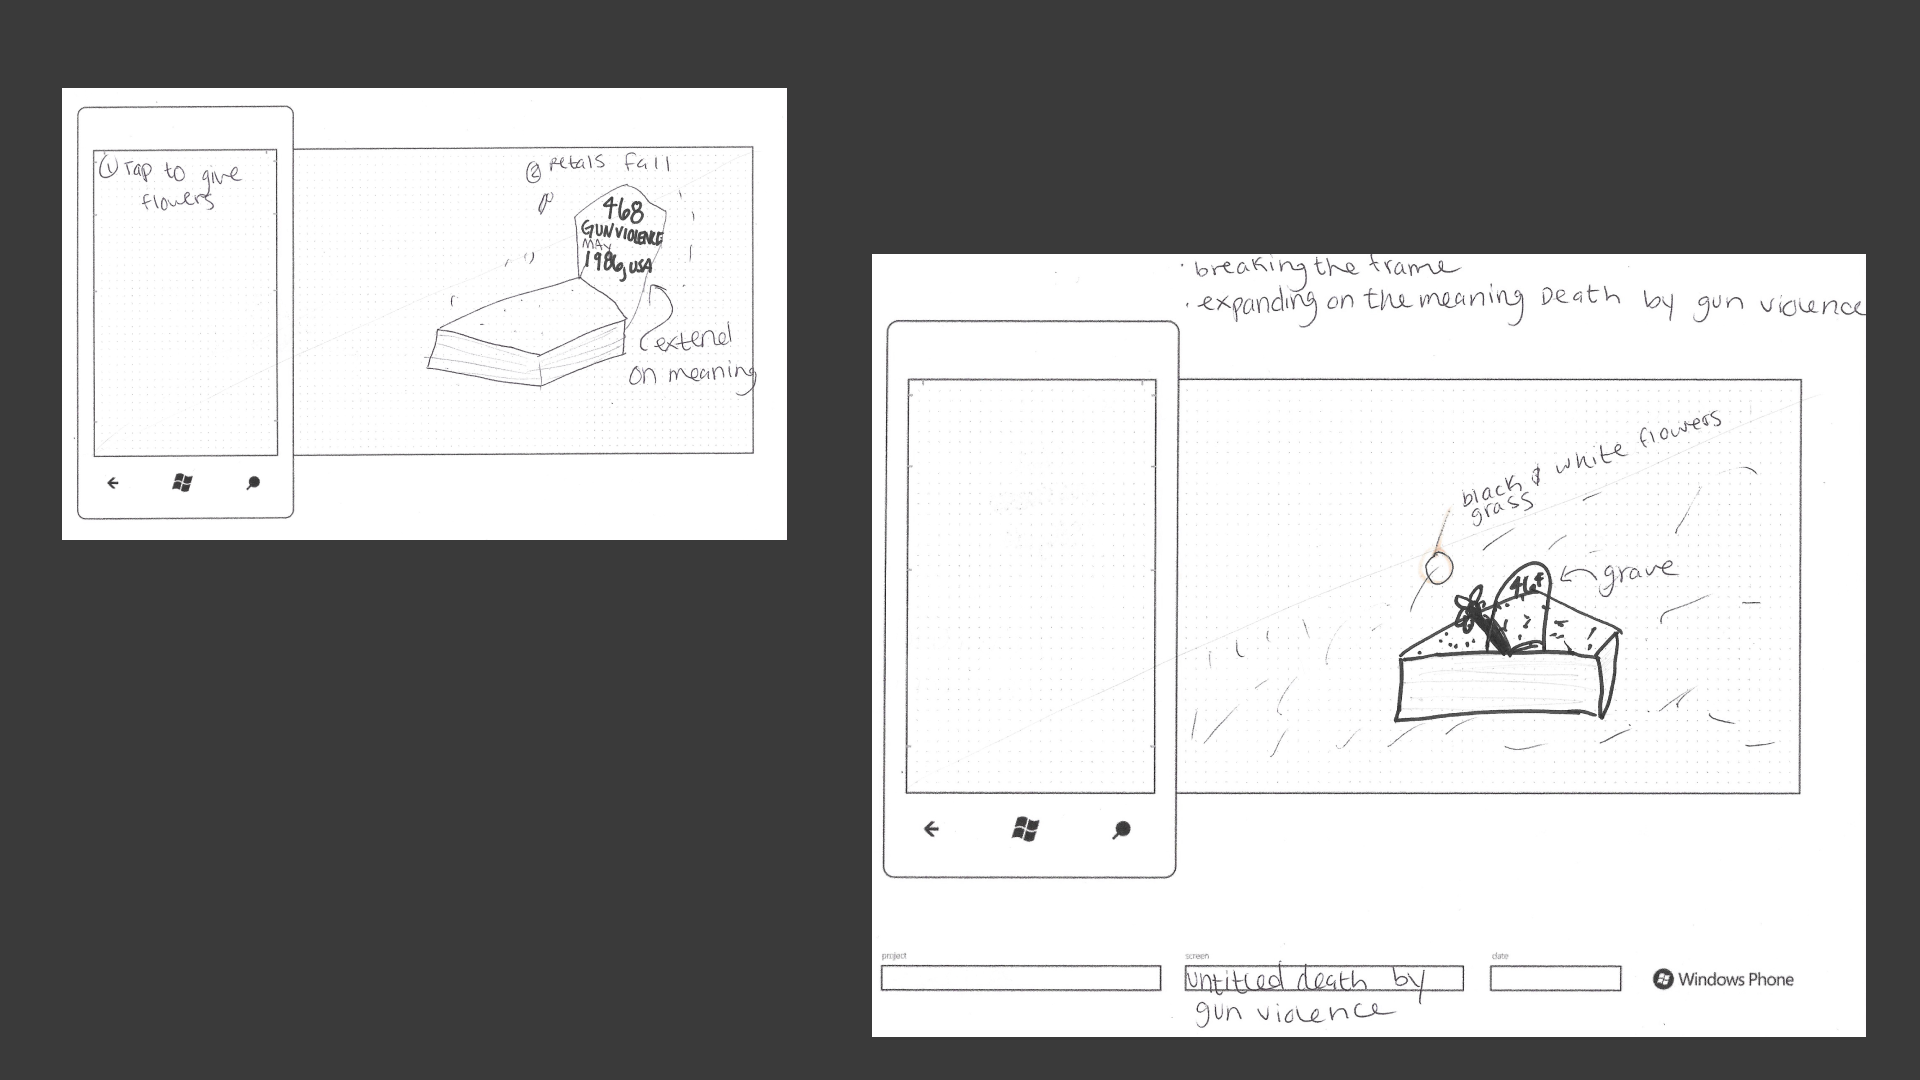 ① Tap to give
flowers
② Petals fall
468
GUN VIOLENCE
MAY
1986, USA
extend
on meaning
· breaking the frame
· expanding on the meaning Death by gun violence
black & white flowers
grass
464
grave
project
screen
date
untitled death by
gun violence
Windows Phone